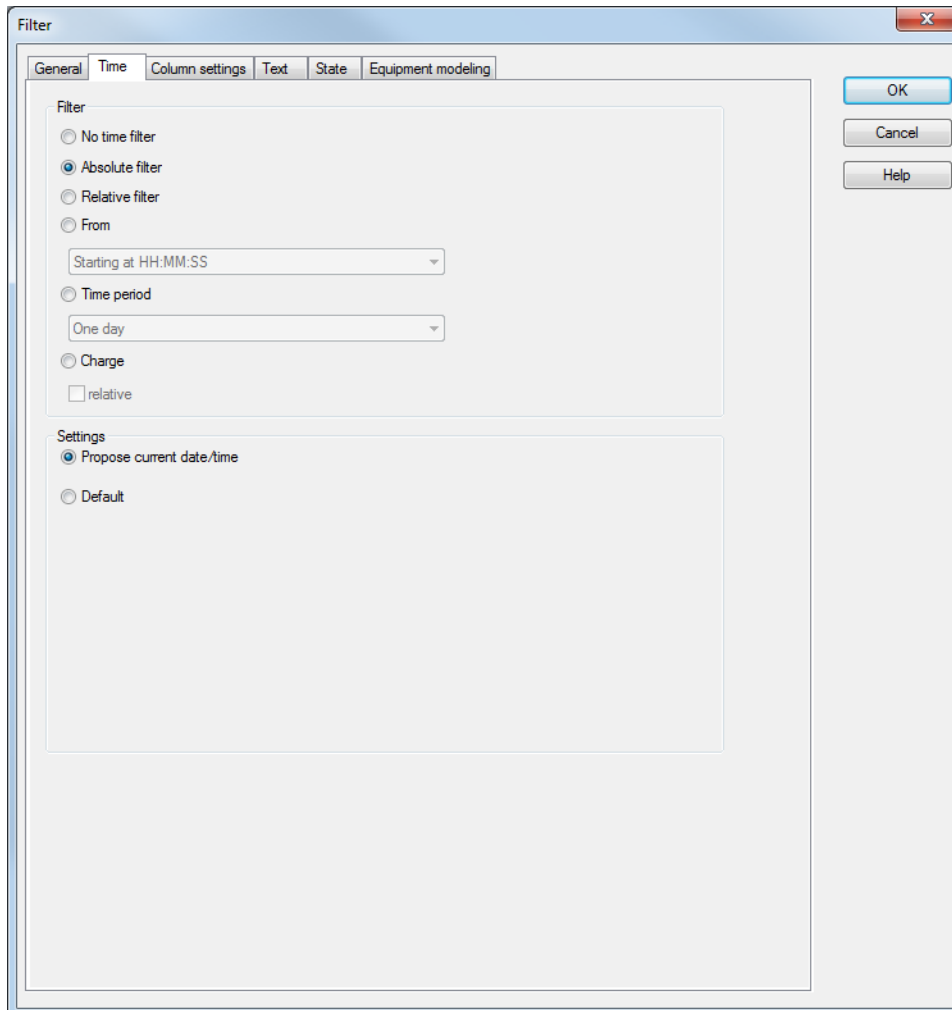 Filter
General Time Column settings Text State Equipment modeling
OK
Cancel
Help
Filter
No time filter
Absolute filter
Relative filter
From
Starting at HH:MM:SS
Time period
One day
Charge
relative
Settings
Propose current date/time
Default